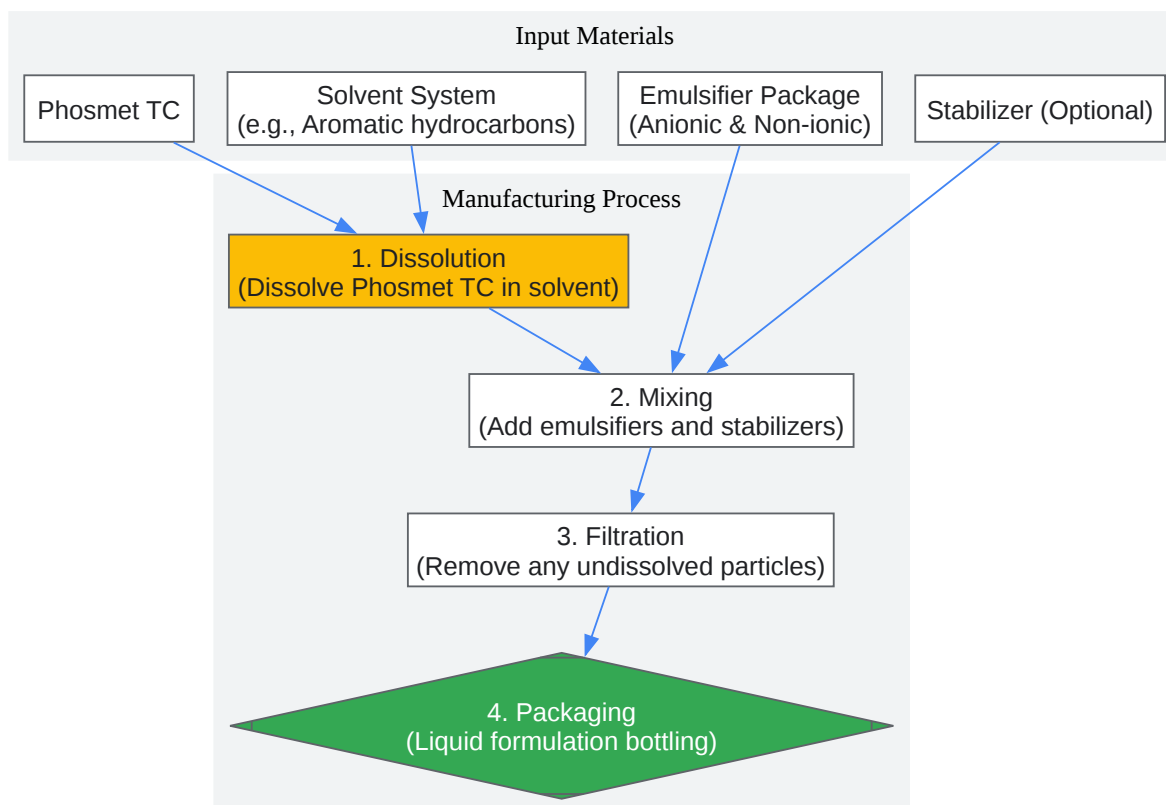 Input Materials
Phosmet TC
Solvent System
(e.g., Aromatic hydrocarbons)
Emulsifier Package
(Anionic & Non-ionic)
Stabilizer (Optional)
Manufacturing Process
1. Dissolution
(Dissolve Phosmet TC in solvent)
2. Mixing
(Add emulsifiers and stabilizers)
3. Filtration
(Remove any undissolved particles)
4. Packaging
(Liquid formulation bottling)